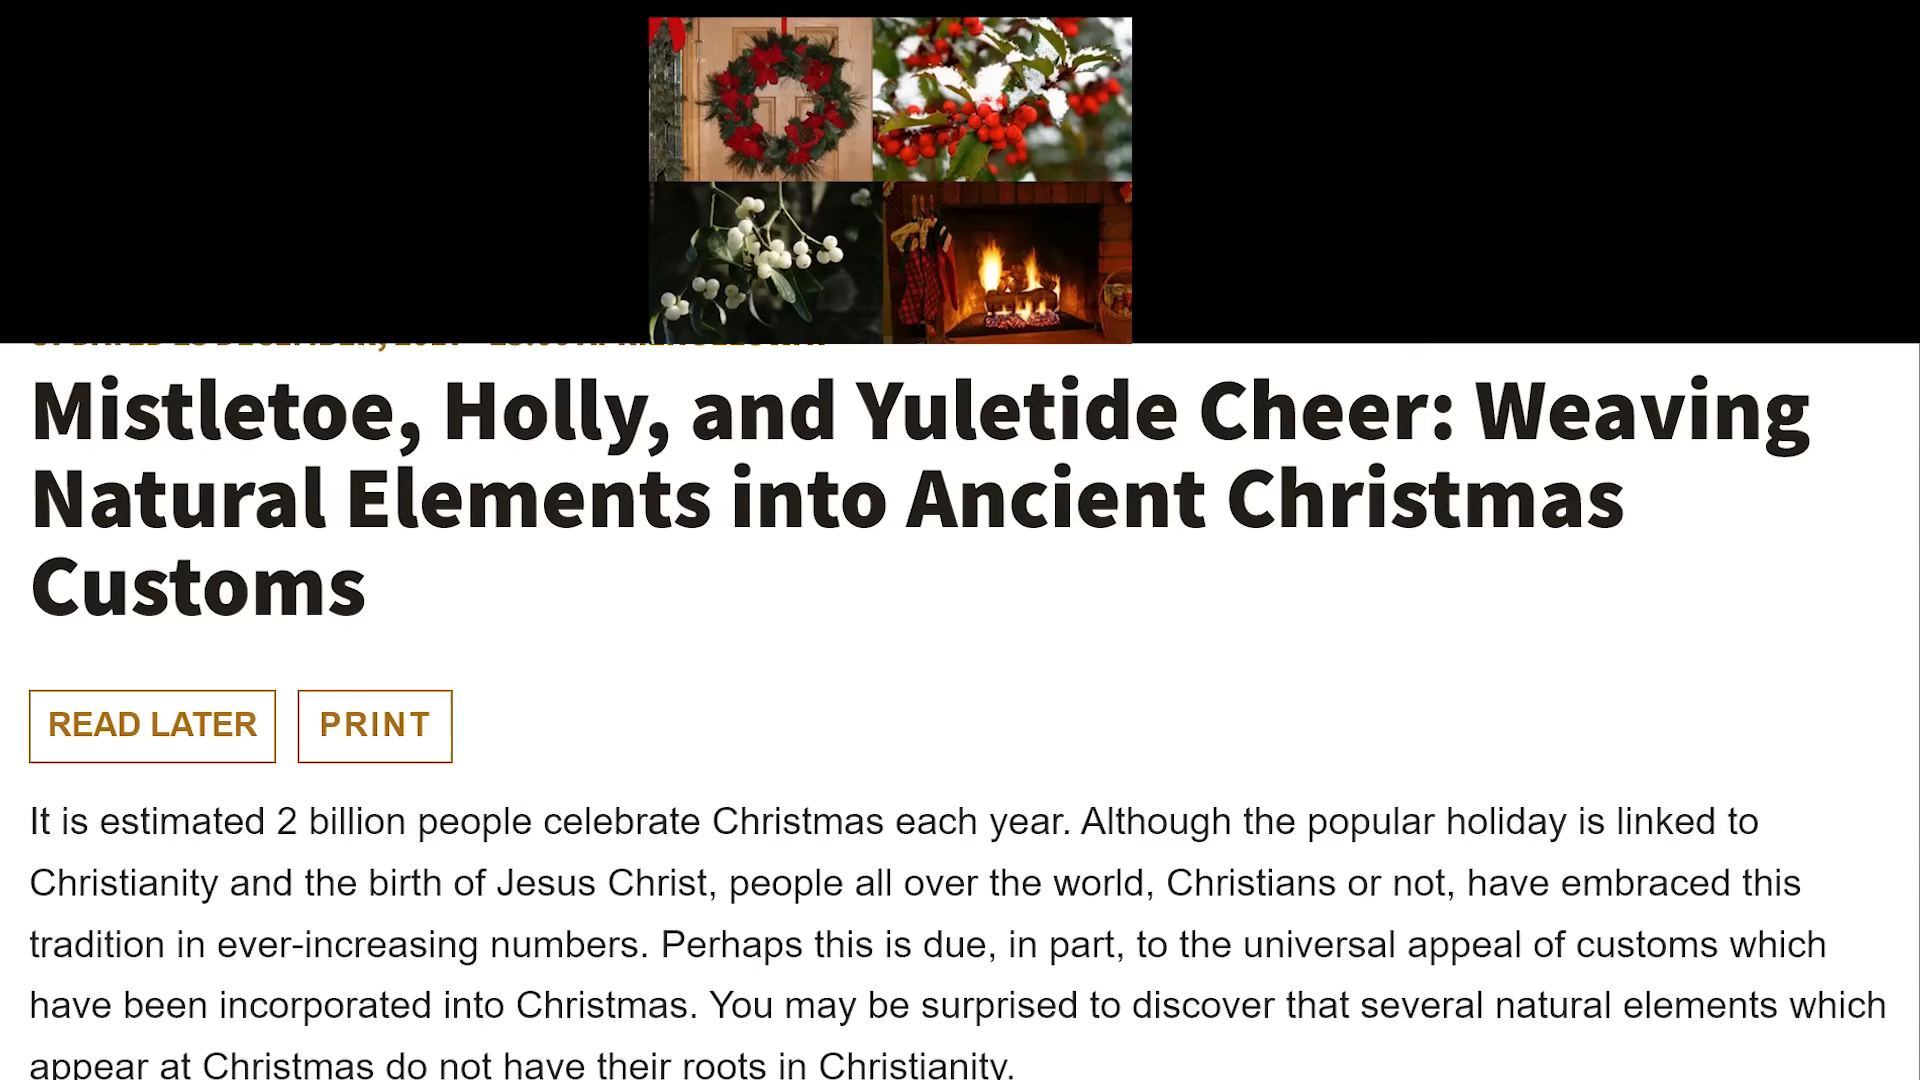 Mistletoe, Holly, and Yuletide Cheer: Weaving
Natural Elements into Ancient Christmas
Customs
READ LATER
PRINT
It is estimated 2 billion people celebrate Christmas each year. Although the popular holiday is linked to
Christianity and the birth of Jesus Christ, people all over the world, Christians or not, have embraced this
tradition in ever-increasing numbers. Perhaps this is due, in part, to the universal appeal of customs which
have been incorporated into Christmas. You may be surprised to discover that several natural elements which
appear at Christmas do not have their roots in Christianity.